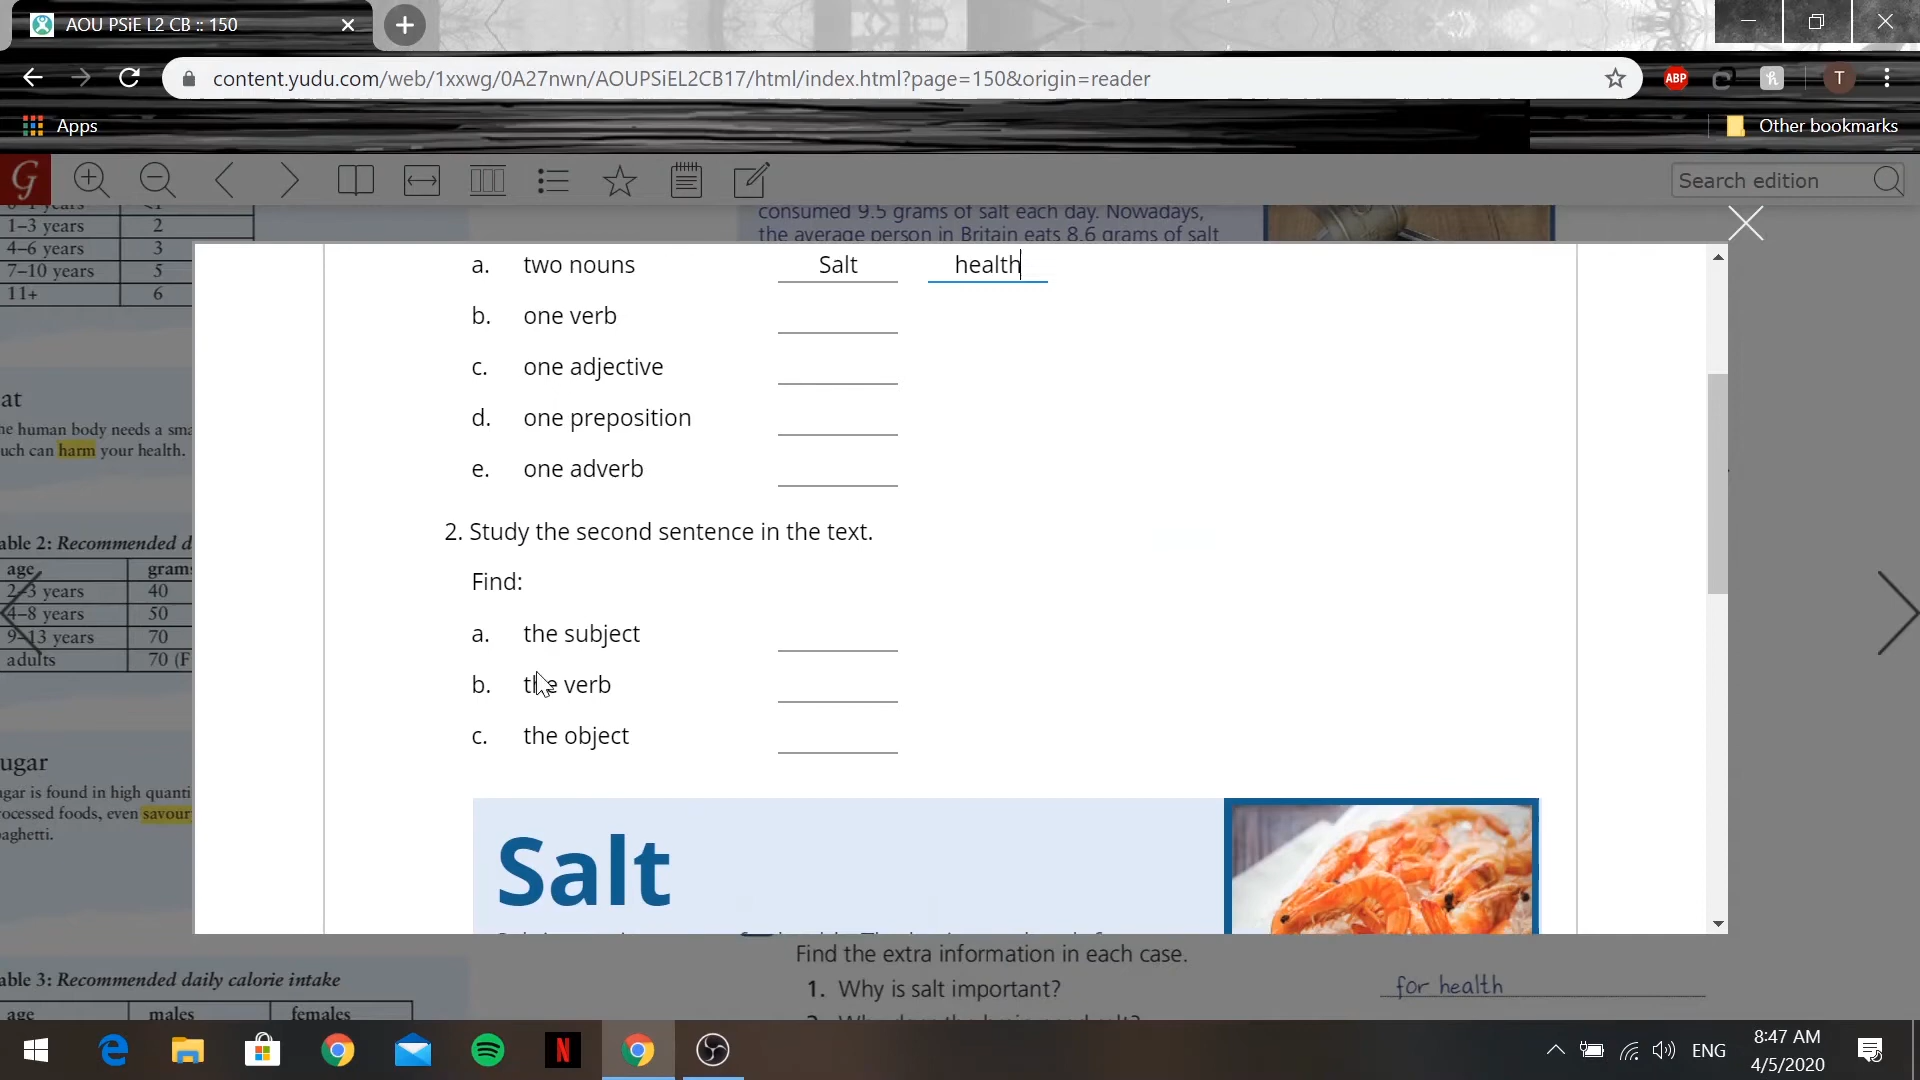 AOU PSiE L2 CB :: 150
content.yudu.com/web/1xxwg/0A27nwn/AOUPSiEL2CB17/html/index.html?page=150&origin=reader
ABP
T
Apps
Other bookmarks
G
Search edition
1–3 years 2
4–6 years 3
7–10 years 5
11+ 6
consumed 9.5 grams of salt each day. Nowadays,
the average person in Britain eats 8.6 grams of salt
a. two nouns Salt health
b. one verb
c. one adjective
d. one preposition
e. one adverb
2. Study the second sentence in the text.
Find:
a. the subject
b. the verb
c. the object
Salt
at
human body needs a
uch can harm your health.
able 2: Recommended d
age gram
2–3 years 40
4–8 years 50
9–13 years 70
adults 70 (F
ugar
gar is found in high quanti
rocessed foods, even savour
aghetti.
able 3: Recommended daily calorie intake
age males females
Find the extra information in each case.
1. Why is salt important? for health
8:47 AM
ENG
4/5/2020